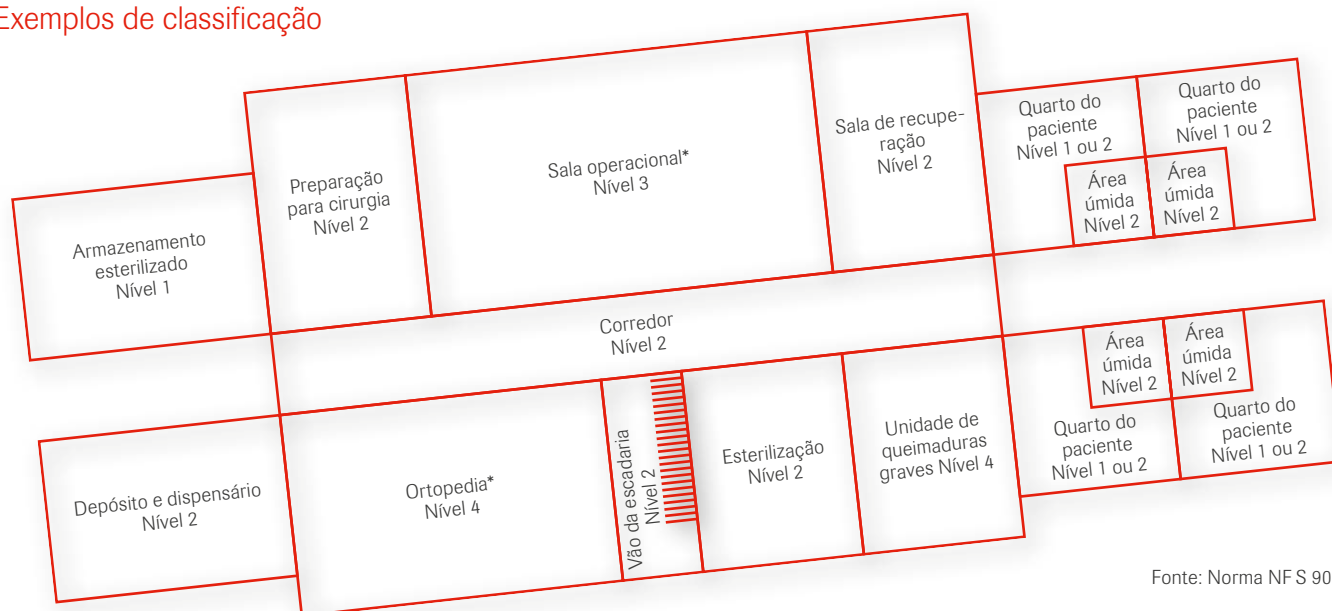 Exemplos de classificação
Armazenamento
esterilizado
Nível 1
Preparação
para cirurgia
Nível 2
Sala operacional*
Nível 3
Sala de recupe-
ração
Nível 2
Quarto do
paciente
Nível 1 ou 2
Quarto do
paciente
Nível 1 ou 2
Área
úmida
Nível 2
Área
úmida
Nível 2
Corredor
Nível 2
Depósito e dispensário
Nível 2
Ortopedia*
Nível 4
Vão da escadaria
Nível 2
Esterilização
Nível 2
Unidade de
queimaduras
graves Nível 4
Área
úmida
Nível 2
Área
úmida
Nível 2
Quarto do
paciente
Nível 1 ou 2
Quarto do
paciente
Nível 1 ou 2
Fonte: Norma NF S 90